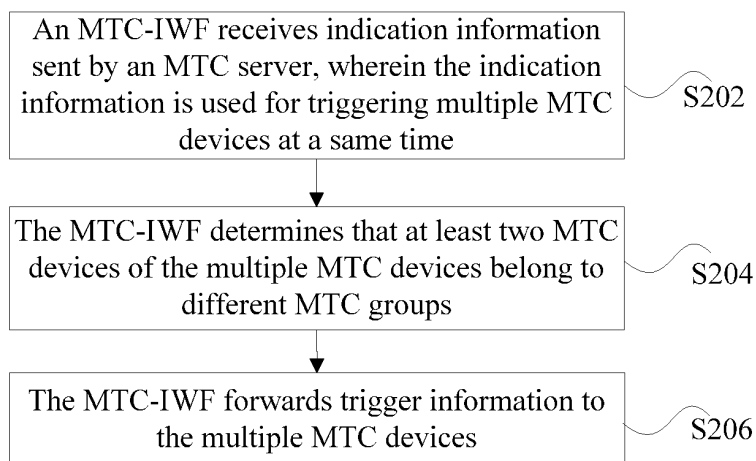 An MTC-IWF receives indication information
sent by an MTC server, wherein the indication
information is used for triggering multiple MTC
devices at a same time
S202
The MTC-IWF determines that at least two MTC
devices of the multiple MTC devices belong to
different MTC groups
S204
The MTC-IWF forwards trigger information to
the multiple MTC devices
S206